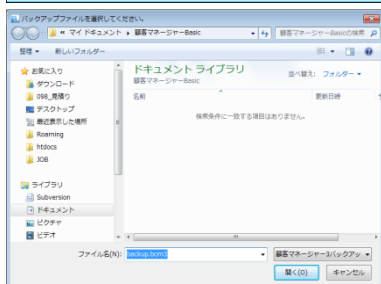 バックアップファイルを選択してください。
« マイ ドキュメント ▸ 顧客マネージャーBasic
顧客マネージャーBasicの検索
整理 ▼ 新しいフォルダー
お気に入り
ダウンロード
098_見積り
デスクトップ
最近表示した場所
Roaming
htdocs
JOB
ライブラリ
Subversion
ドキュメント
ピクチャ
ビデオ
ドキュメント ライブラリ
顧客マネージャーBasic
並べ替え: フォルダー ▼
名前 更新日時
検索条件に一致する項目はありません。
ファイル名(N): backup.bcm3
顧客マネージャー3バックアッ
開く(O) キャンセル